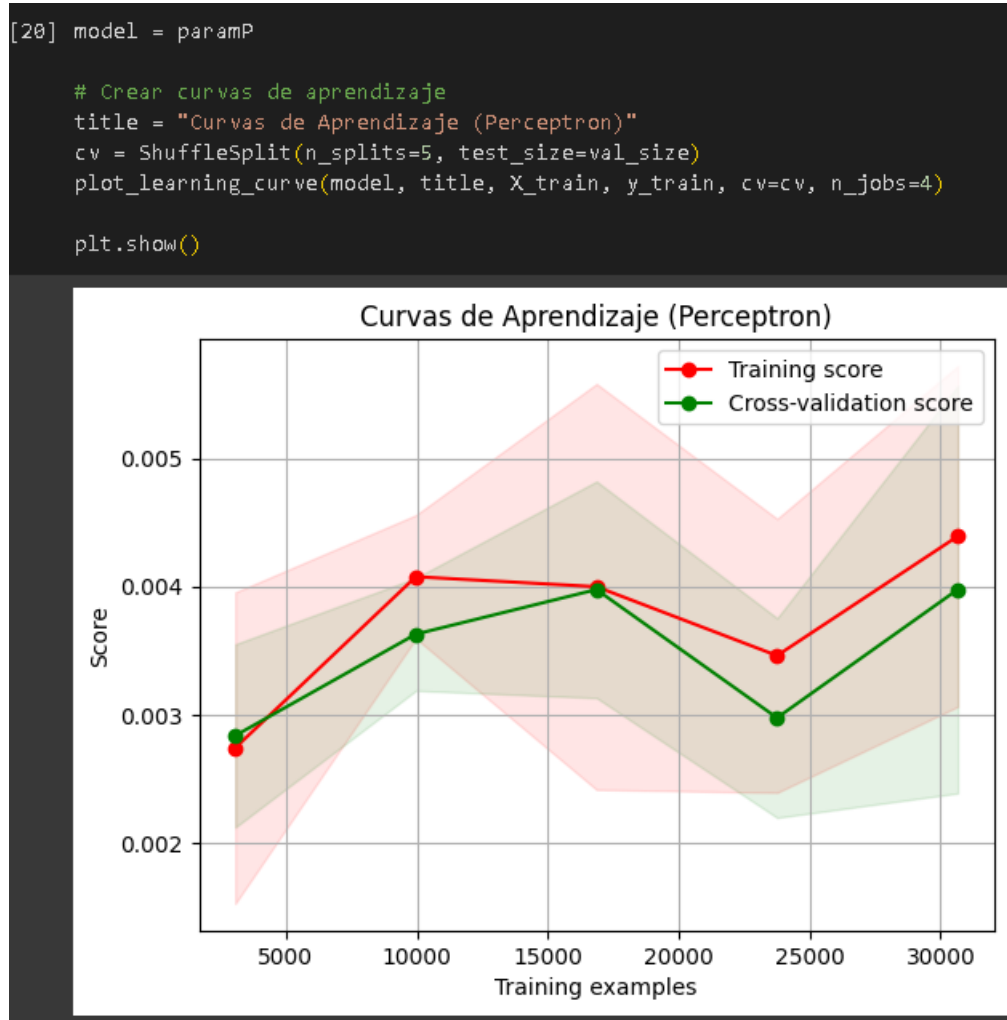 [20] model = paramP
# Crear curvas de aprendizaje
title = "Curvas de Aprendizaje (Perceptron)"
cv = ShuffleSplit(n_splits=5, test_size=val_size)
plot_learning_curve(model, title, X_train, y_train, cv=cv, n_jobs=4)
plt.show()
Curvas de Aprendizaje (Perceptron)
Training score
Cross-validation score
0.005
0.004
0.003
0.002
Score
5000 10000 15000 20000 25000 30000
Training examples